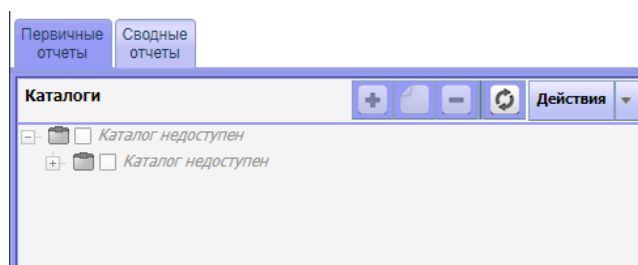 Первичные отчеты
Сводные отчеты
Каталоги
Действия
Каталог недоступен
Каталог недоступен